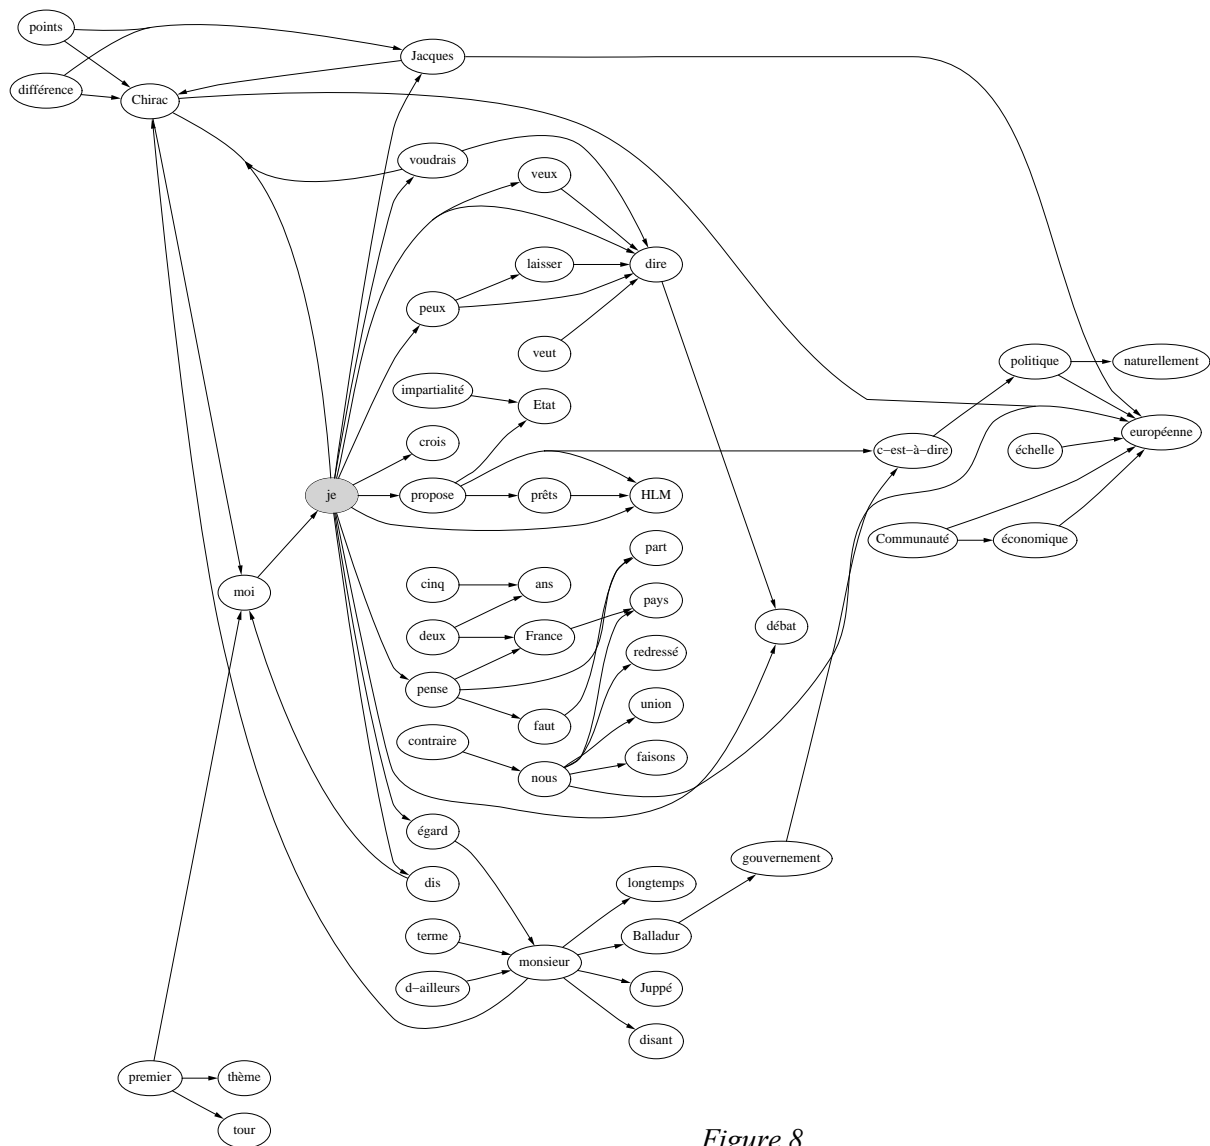 points
Jacques
différence
Chirac
voudrais
veux
laisser
dire
peux
veut
politique
naturellement
impartialité
Etat
européenne
crois
c-est-à-dire
échelle
je
propose
prêts
HLM
Communauté
économique
part
cinq
ans
moi
pays
débat
deux
France
redressé
pense
union
faut
contraire
faisons
nous
égard
gouvernement
dis
longtemps
terme
Balladur
monsieur
d-ailleurs
Juppé
disant
premier
thème
tour
Figure 8